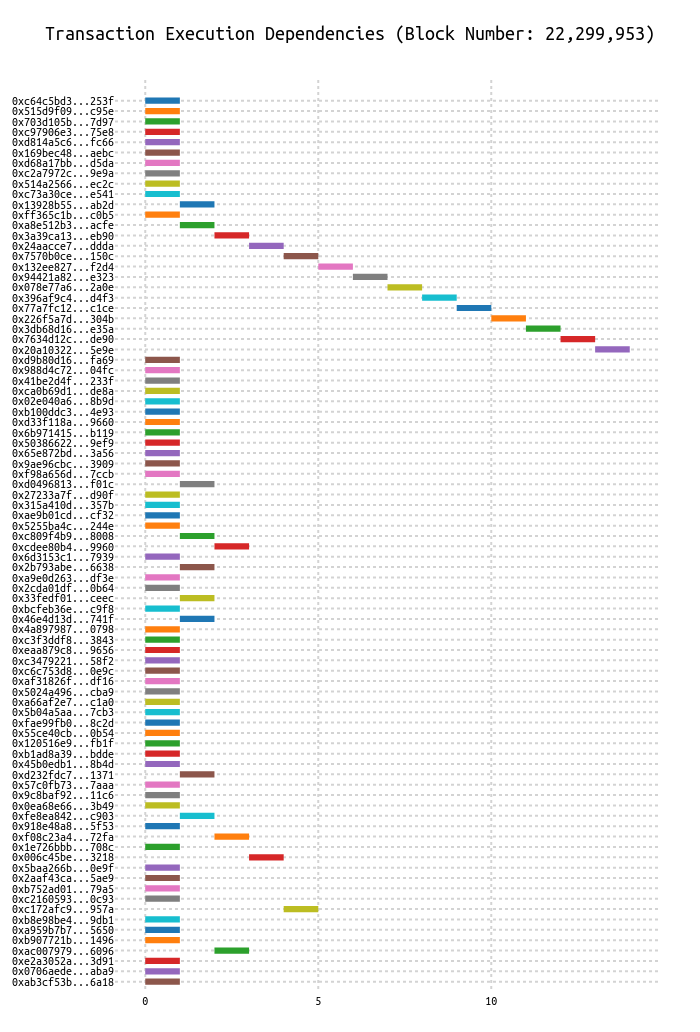 Transaction Execution Dependencies (Block Number: 22,299,953)
0xc64c5bd3...253f
0x515d9f09...c95e
0x703d105b...7d97
0xc97906e3...75e8
0xd814a5c6...fc66
0x169bec48...aebc
0xd68a17bb...d5da
0xc2a7972c...9e9a
0x514a2566...ec2c
0xc73a30ce...e541
0x13928b55...ab2d
0xff365c1b...c0b5
0xa8e512b3...acfe
0x3a39ca13...eb90
0x24aacce7...ddda
0x7570b0ce...150c
0x132ee827...f2d4
0x94421a82...e323
0x078e77a6...2a0e
0x396af9c4...d4f3
0x77a7fc12...c1ce
0x226f5a7d...304b
0x3db68d16...e35a
0x7634d12c...de90
0x20a10322...5e9e
0xd9b80d16...fa69
0x988d4c72...04fc
0x41be2d4f...233f
0xca0b69d1...de8a
0x02e040a6...8b9d
0xb100ddc3...4e93
0xd33f118a...9660
0x6b971415...b119
0x50386622...9ef9
0x65e872bd...3a56
0x9ae96cbc...3909
0xf98a656d...7ccb
0xd0496813...f01c
0x27233a7f...d90f
0x315a410d...357b
0xae9b01cd...cf32
0x5255ba4c...244e
0xc809f4b9...8008
0xcdee80b4...9960
0x6d3153c1...7939
0x2b793abe...6638
0xa9e0d263...df3e
0x2cda01df...0b64
0x33fedf01...ceec
0xbcfeb36e...c9f8
0x46e4d13d...741f
0x4a897987...0798
0xc3f3ddf8...3843
0xeaa879c8...9656
0xc3479221...58f2
0xc6c753d8...0e9c
0xaf31826f...df16
0x5024a496...cba9
0xa66af2e7...c1a0
0x5b04a5aa...7cb3
0xfae99fb0...8c2d
0x55ce40cb...0b54
0x120516e9...fb1f
0xb1ad8a39...bdde
0x45b0edb1...8b4d
0xd232fdc7...1371
0x57c0fb73...7aaa
0x9c8baf92...11c6
0x0ea68e66...3b49
0xfe8ea842...c903
0x918e48a8...5f53
0xf08c23a4...72fa
0x1e726bbb...708c
0x006c45be...3218
0x5baa266b...0e9f
0x2aaf43ca...5ae9
0xb752ad01...79a5
0xc2160593...0c93
0xc172afc9...957a
0xb8e98be4...9db1
0xa959b7b7...5650
0xb907721b...1496
0xac007979...6096
0xe2a3052a...3d91
0x0706aede...aba9
0xab3cf53b...6a18
0 5 10